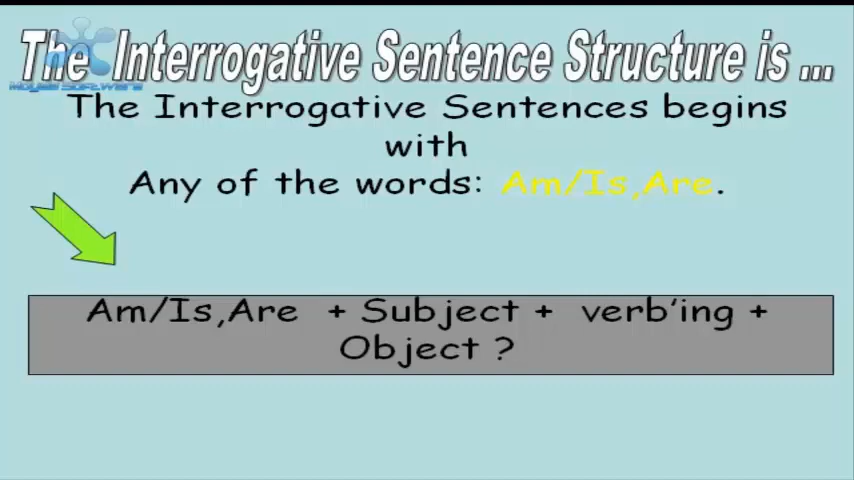 The Interrogative Sentence Structure is ...
The Interrogative Sentences begins
with
Any of the words: Am/Is,Are.
Am/Is,Are + Subject + verb'ing +
Object ?